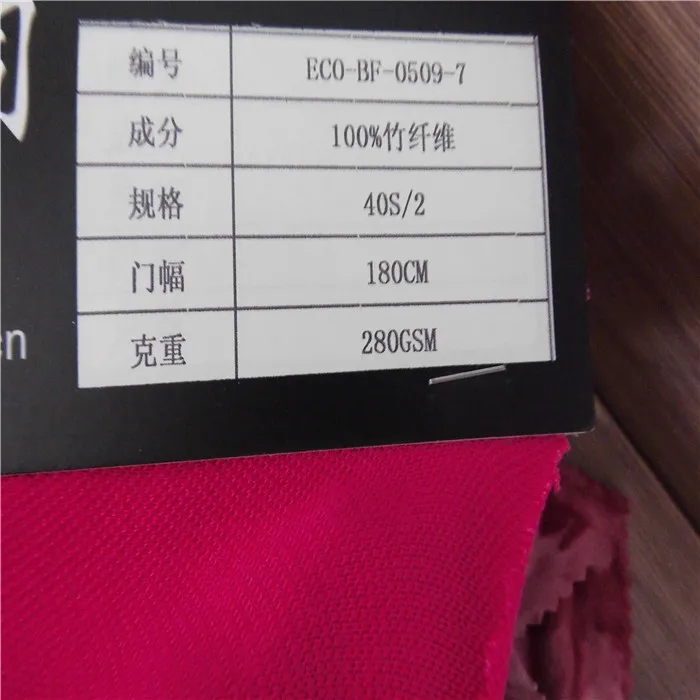 编号 ECO-BF-0509-7
成分 100%竹纤维
规格 40S/2
门幅 180CM
克重 280GSM
cn